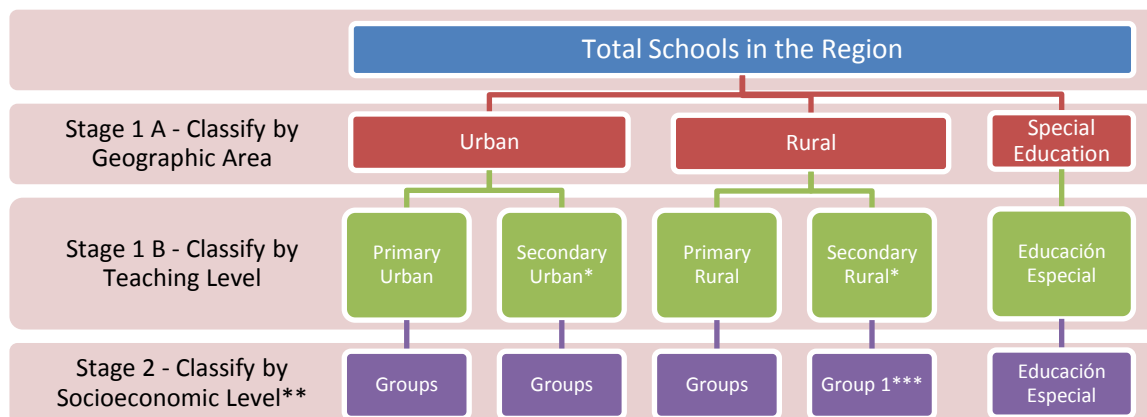 Total Schools in the Region
Stage 1 A - Classify by
Geographic Area
Urban
Rural
Special
Education
Stage 1 B - Classify by
Teaching Level
Primary
Urban
Secondary
Urban*
Primary
Rural
Secondary
Rural*
Educación
Especial
Stage 2 - Classify by
Socioeconomic Level**
Groups
Groups
Groups
Group 1***
Educación
Especial